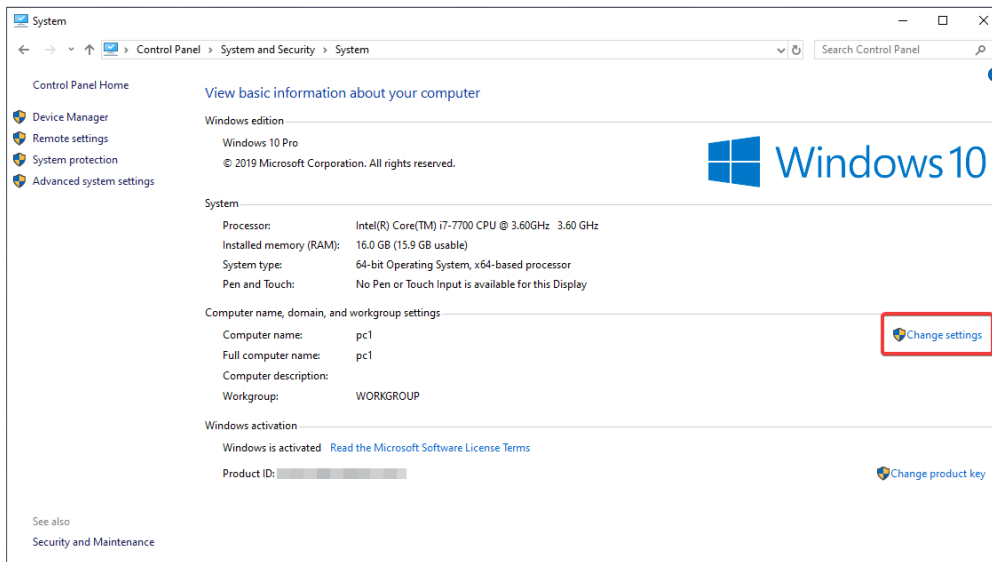 System
Control Panel › System and Security › System
Search Control Panel
Control Panel Home
Device Manager
Remote settings
System protection
Advanced system settings
View basic information about your computer
Windows edition
Windows 10 Pro
© 2019 Microsoft Corporation. All rights reserved.
Windows 10
System
Processor: Intel(R) Core(TM) i7-7700 CPU @ 3.60GHz 3.60 GHz
Installed memory (RAM): 16.0 GB (15.9 GB usable)
System type: 64-bit Operating System, x64-based processor
Pen and Touch: No Pen or Touch Input is available for this Display
Computer name, domain, and workgroup settings
Computer name: pc1
Change settings
Full computer name: pc1
Computer description:
Workgroup: WORKGROUP
Windows activation
Windows is activated Read the Microsoft Software License Terms
Product ID:
Change product key
See also
Security and Maintenance